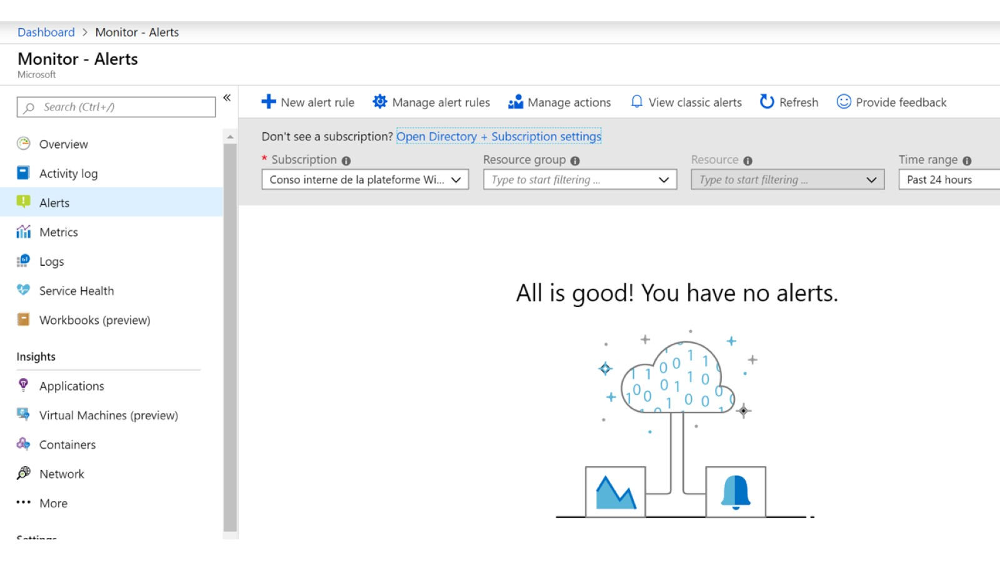 Dashboard > Monitor - Alerts
Monitor - Alerts
Microsoft
Search (Ctrl+/)
«
Overview
Activity log
Alerts
Metrics
Logs
Service Health
Workbooks (preview)
Insights
Applications
Virtual Machines (preview)
Containers
Network
More
Settings
New alert rule
Manage alert rules
Manage actions
View classic alerts
Refresh
Provide feedback
Don't see a subscription? Open Directory + Subscription settings
* Subscription
Resource group
Resource
Time range
Conso interne de la plateforme Wi...
Type to start filtering ...
Type to start filtering ...
Past 24 hours
All is good! You have no alerts.